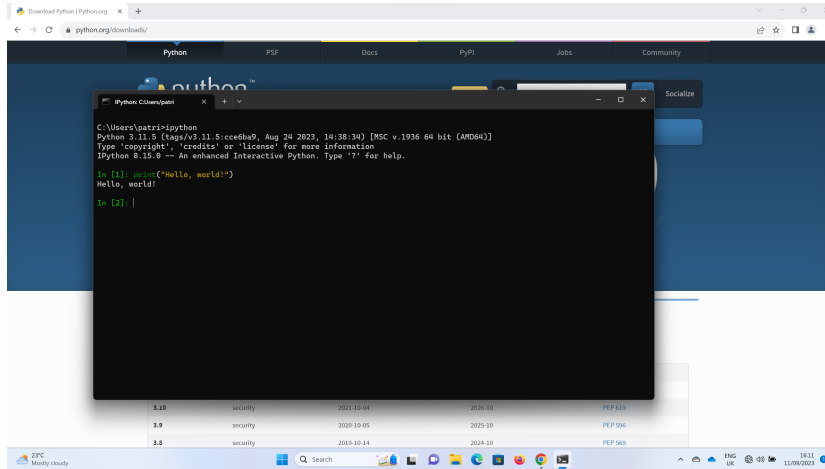 Download Python | Python.org
python.org/downloads/
Python PSF Docs PyPI Jobs Community
python™
Socialize
IPython: C:Users/patri
C:\Users\patri>ipython
Python 3.11.5 (tags/v3.11.5:cce6ba9, Aug 24 2023, 14:38:34) [MSC v.1936 64 bit (AMD64)]
Type 'copyright', 'credits' or 'license' for more information
IPython 8.15.0 -- An enhanced Interactive Python. Type '?' for help.
In [1]: print("Hello, world!")
Hello, world!
In [2]:
3.10 security 2021-10-04 2026-10 PEP 619
3.9 security 2020-10-05 2025-10 PEP 596
3.8 security 2019-10-14 2024-10 PEP 569
23°C
Mostly cloudy
Search
ENG
UK
16:11
11/09/2023